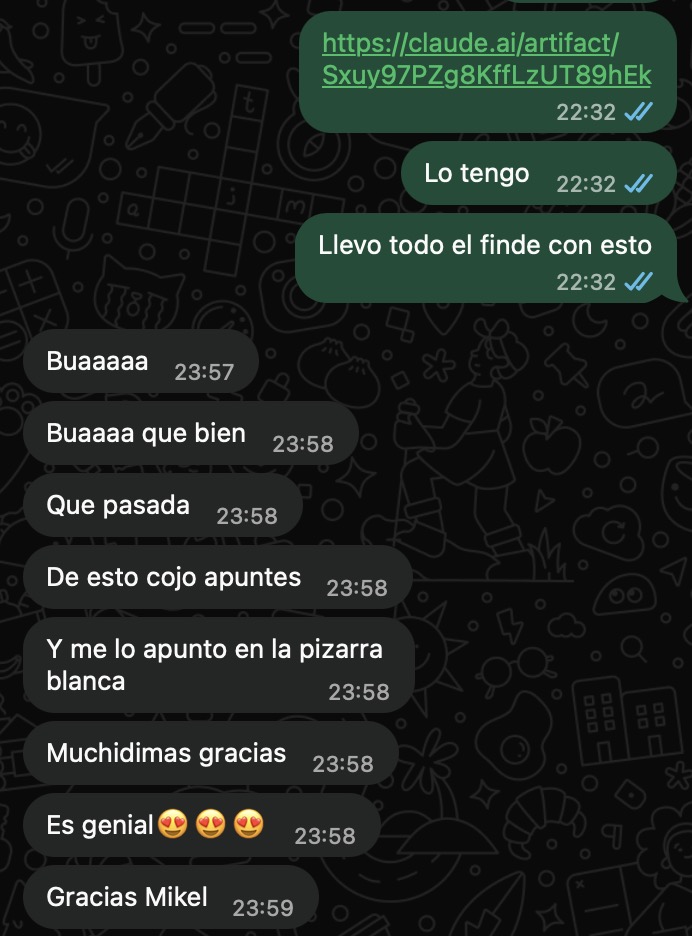 https://claude.ai/artifact/
Sxuy97PZg8KffLzUT89hEk
22:32
Lo tengo 22:32
Llevo todo el finde con esto
22:32
Buaaaaa 23:57
Buaaaa que bien 23:58
Que pasada 23:58
De esto cojo apuntes 23:58
Y me lo apunto en la pizarra
blanca 23:58
Muchidimas gracias 23:58
Es genial😍😍😍 23:58
Gracias Mikel 23:59